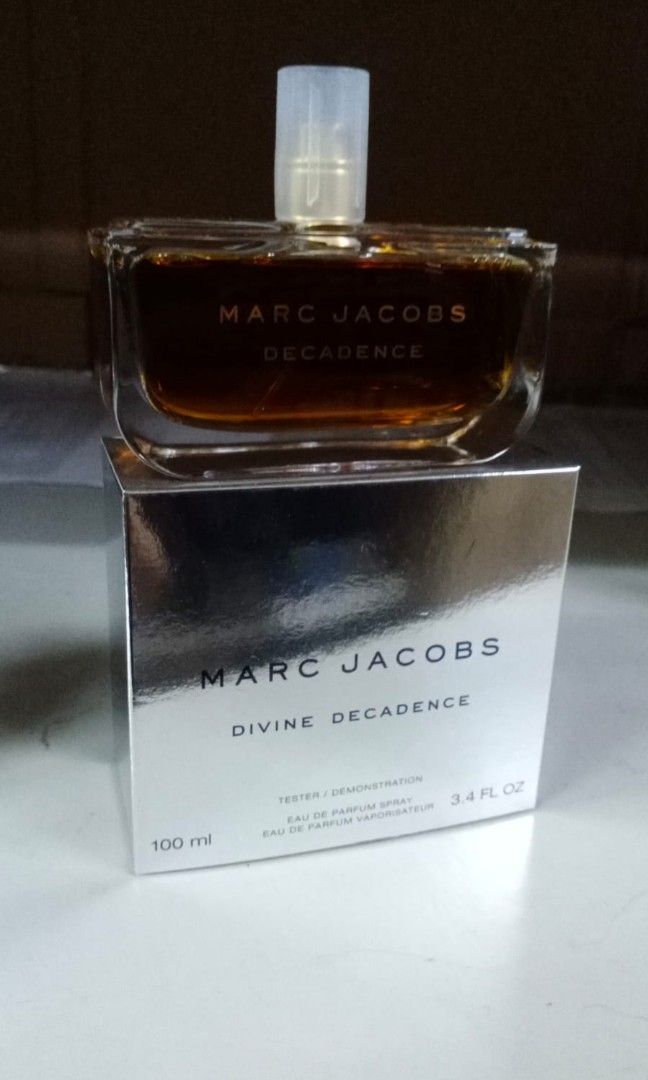 MARC JACOBS
DECADENCE
MARC JACOBS
DIVINE DECADENCE
TESTER / DEMONSTRATION
EAU DE PARFUM SPRAY
EAU DE PARFUM VAPORISATEUR
100 ml
3.4 FL OZ